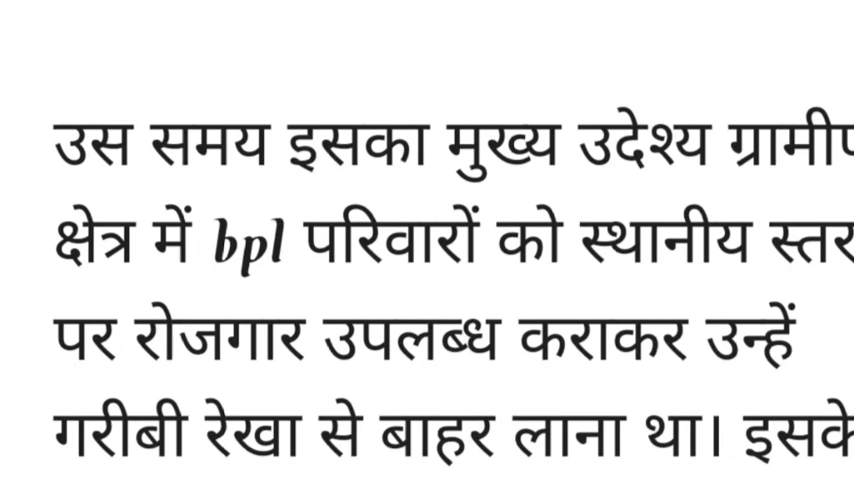 उस समय इसका मुख्य उदेश्य
क्षेत्र में bpl परिवारों को स्थानीय स्तर
पर रोजगार उपलब्ध कराकर उन्हें
गरीबी रेखा से बाहर लाना था। इसके